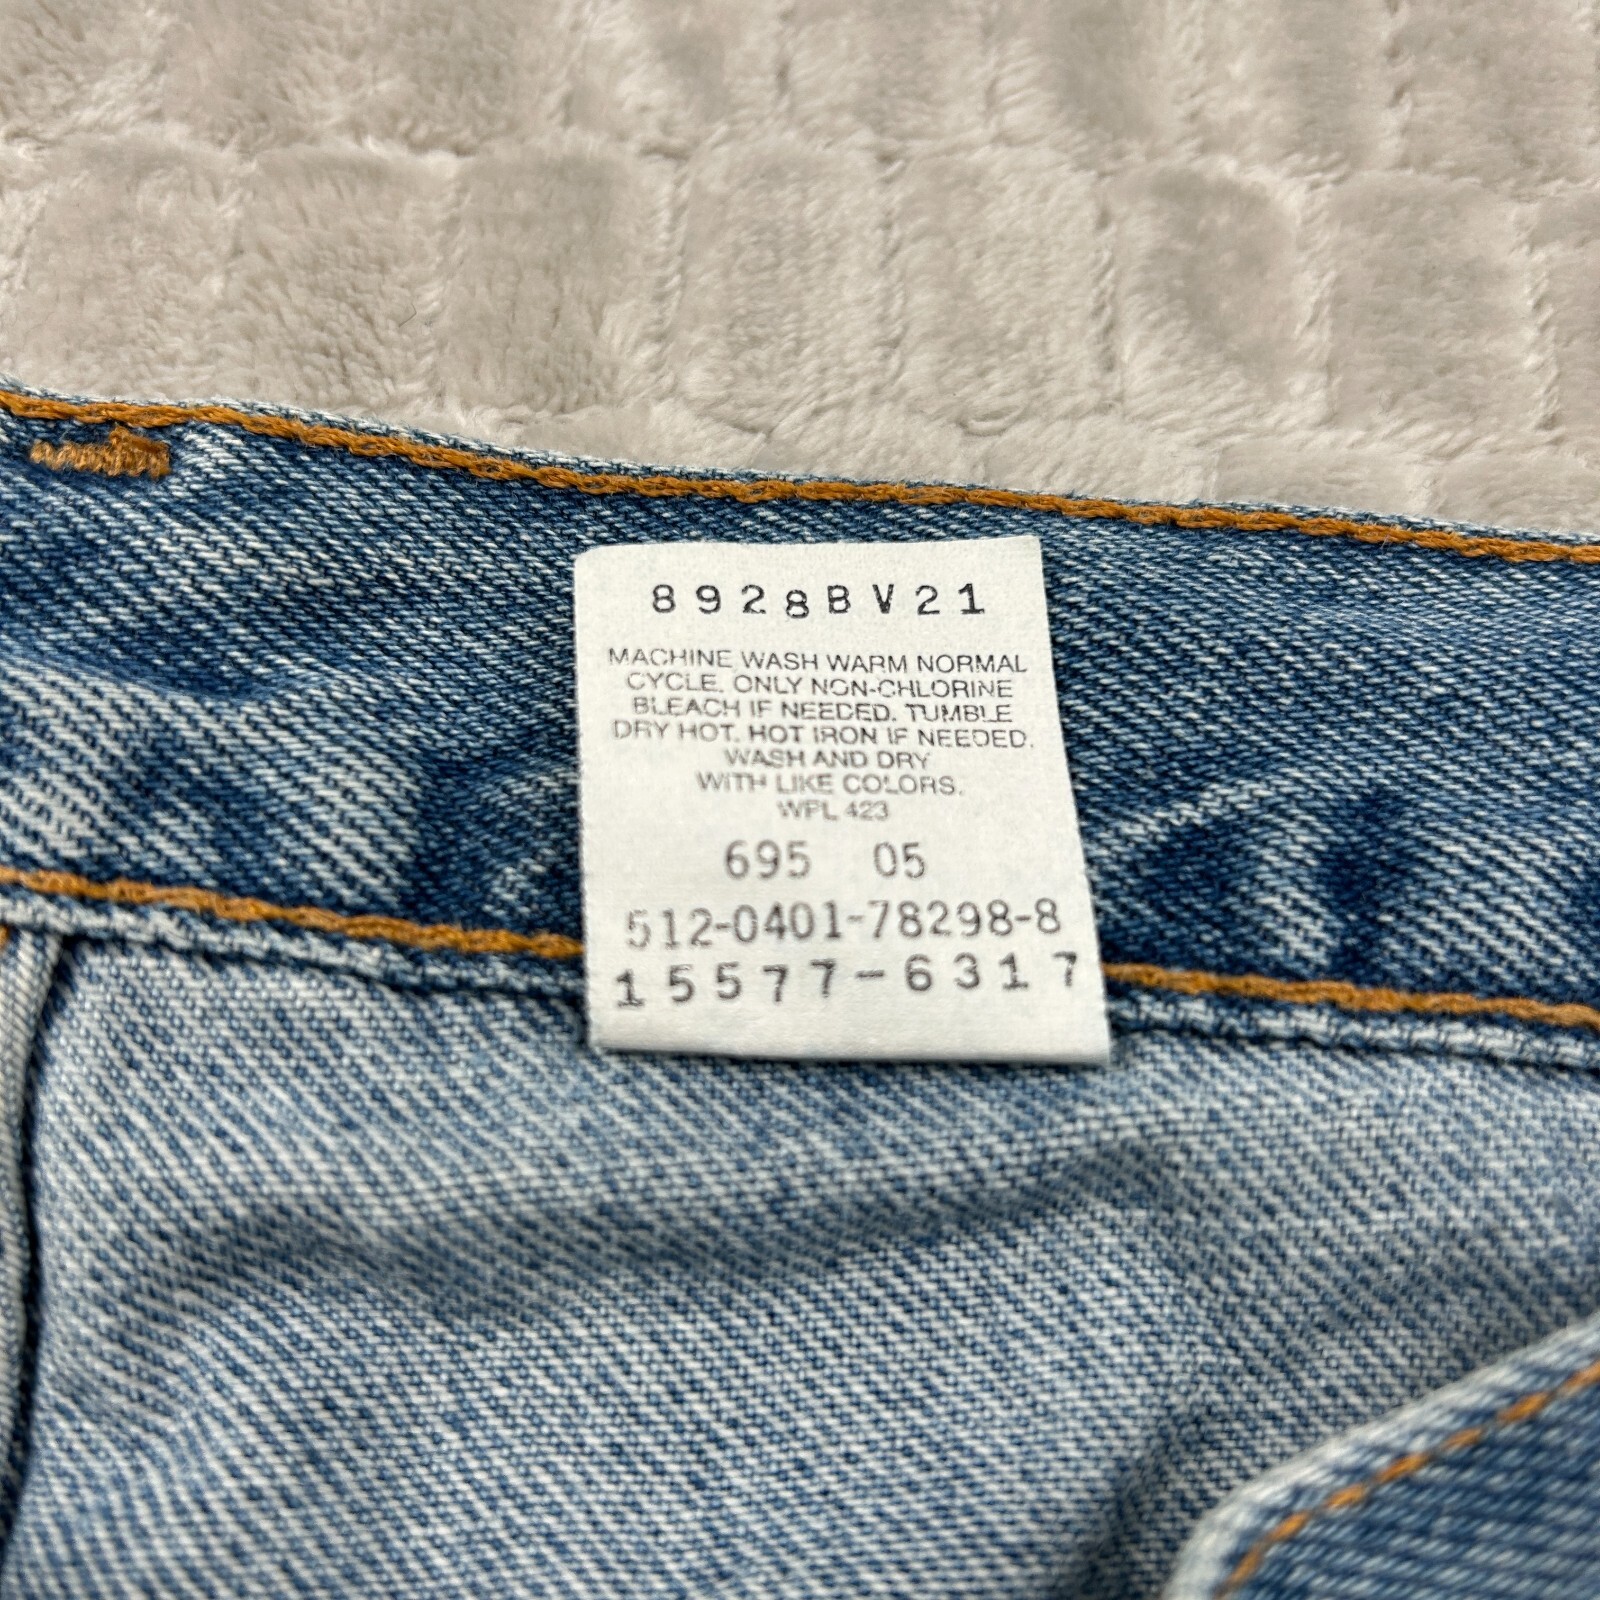 8928BV21
MACHINE WASH WARM NORMAL
CYCLE. ONLY NON-CHLORINE
BLEACH IF NEEDED. TUMBLE
DRY HOT. HOT IRON IF NEEDED.
WASH AND DRY
WITH LIKE COLORS.
WPL 423
695 05
512-0401-78298-8
15577-6317